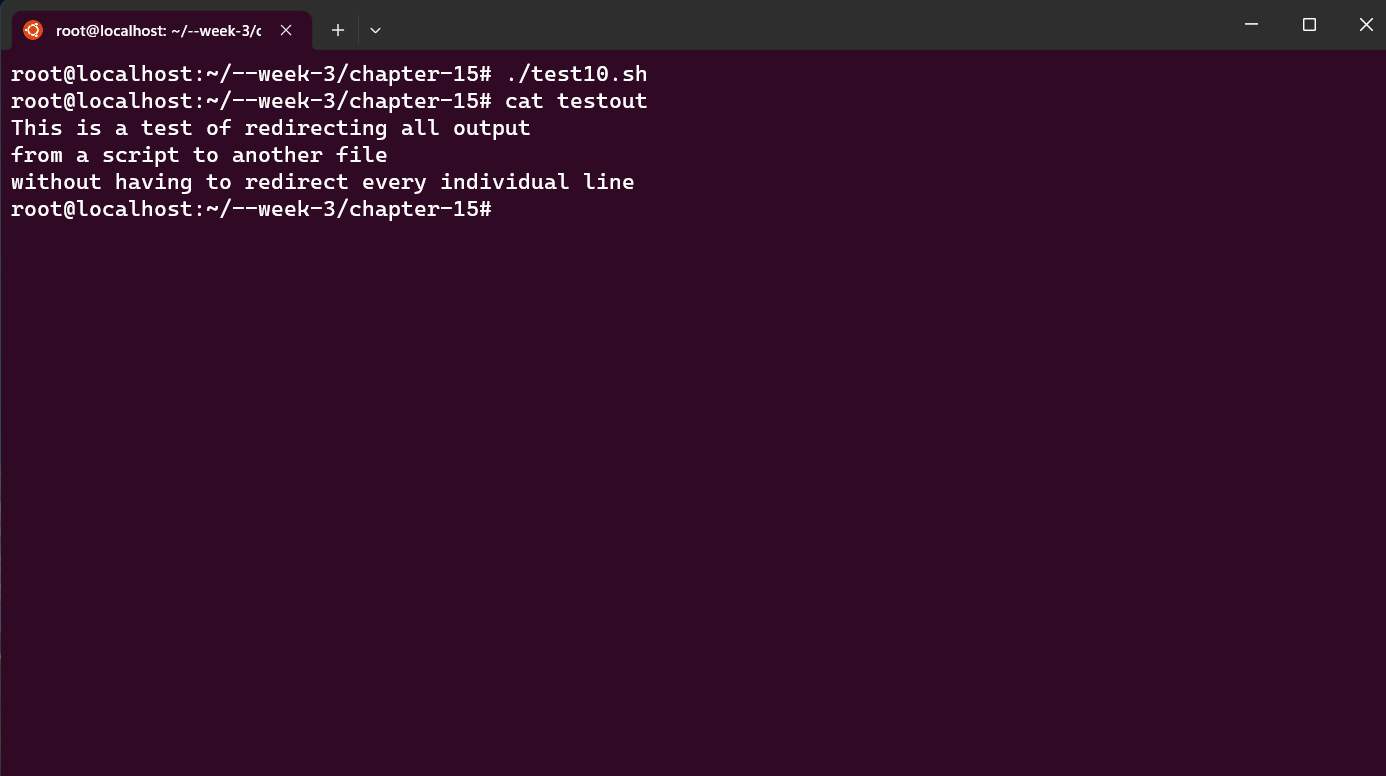 root@localhost: ~/--week-3/c
root@localhost:~/--week-3/chapter-15# ./test10.sh
root@localhost:~/--week-3/chapter-15# cat testout
This is a test of redirecting all output
from a script to another file
without having to redirect every individual line
root@localhost:~/--week-3/chapter-15#